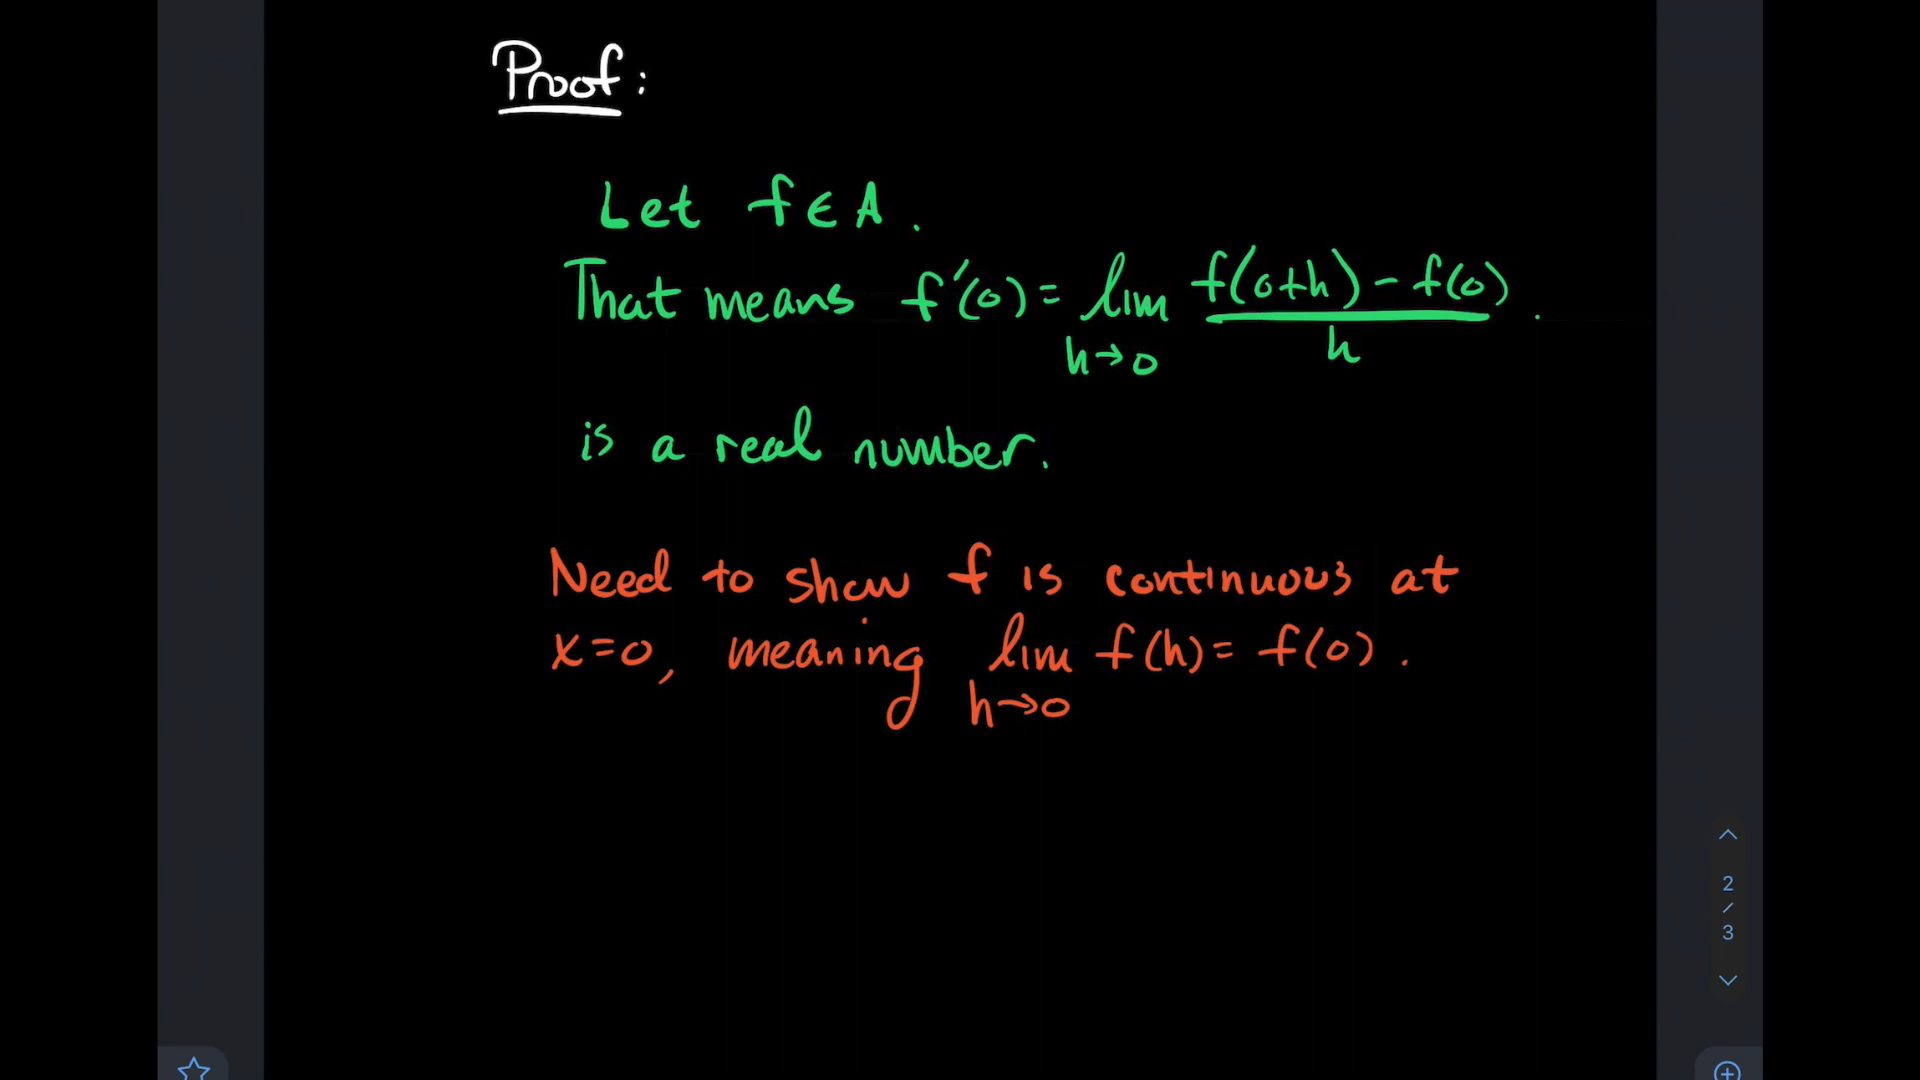 Proof:
Let f ∈ A.
That means f'(0) = lim h→0 (f(0+h) - f(0)) / h .
is a real number.
Need to show f is continuous at
x=0, meaning lim h→0 f(h) = f(0).
2
/
3